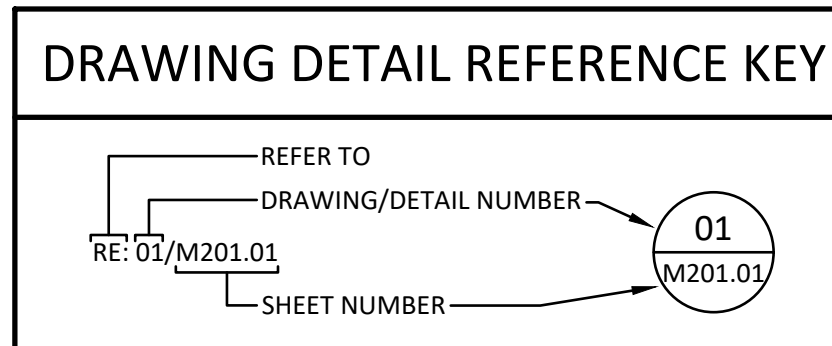 DRAWING DETAIL REFERENCE KEY
REFER TO
DRAWING/DETAIL NUMBER
RE: 01/M201.01
SHEET NUMBER
01
M201.01